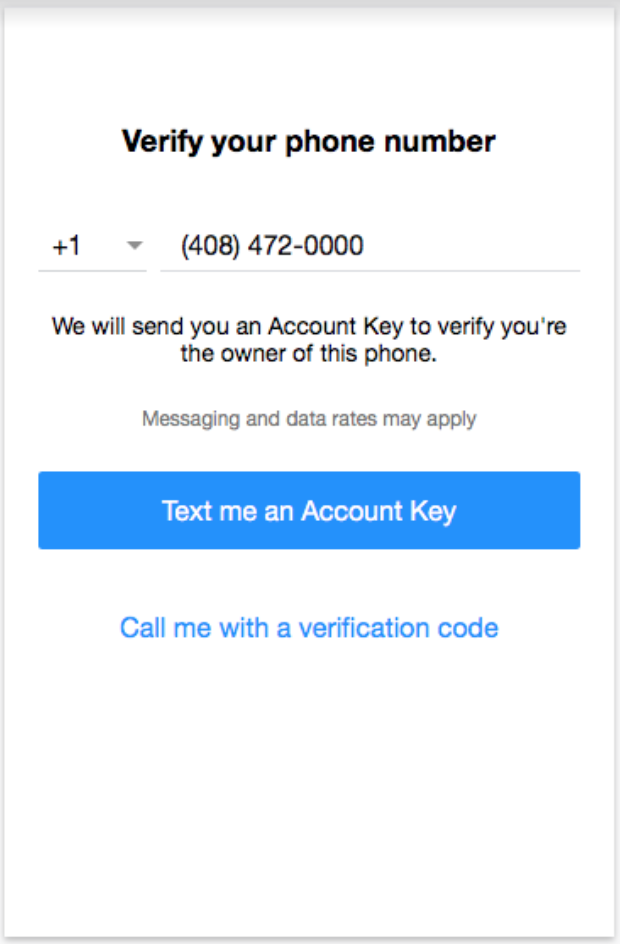 Verify your phone number
+1 (408) 472-0000
We will send you an Account Key to verify you're
the owner of this phone.
Messaging and data rates may apply
Text me an Account Key
Call me with a verification code